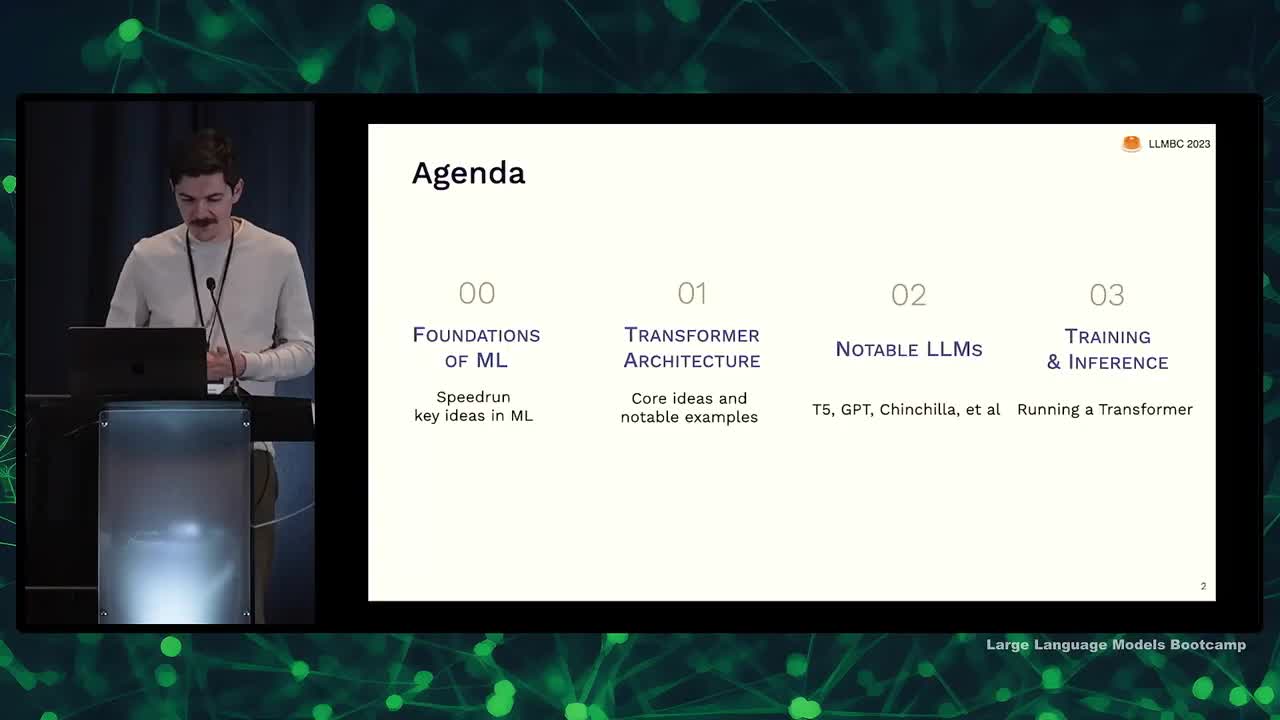 LLMBC 2023
Agenda
00
01
02
03
FOUNDATIONS
OF ML
TRANSFORMER
ARCHITECTURE
NOTABLE LLMS
TRAINING
& INFERENCE
Speedrun
key ideas in ML
Core ideas and
notable examples
T5, GPT, Chinchilla, et al
Running a Transformer
2
Large Language Models Bootcamp